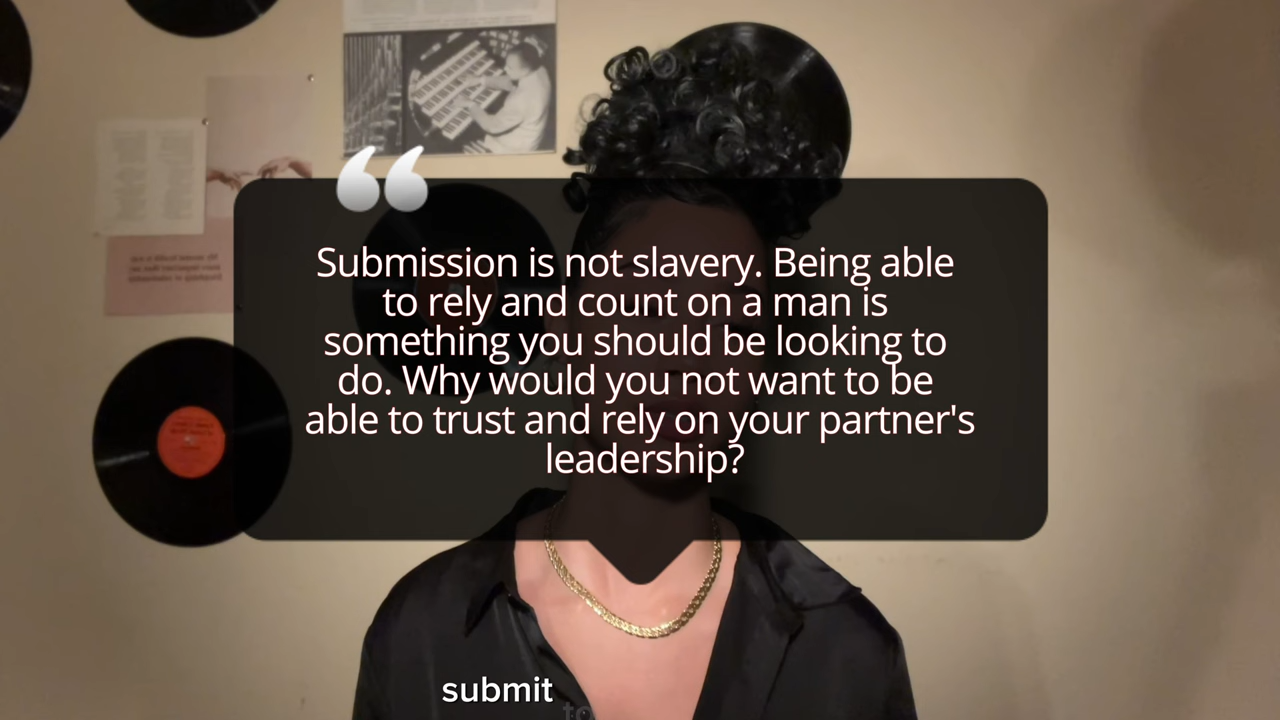 Submission is not slavery. Being able
to rely and count on a man is
something you should be looking to
do. Why would you not want to be
able to trust and rely on your partner's
leadership?
submit
to